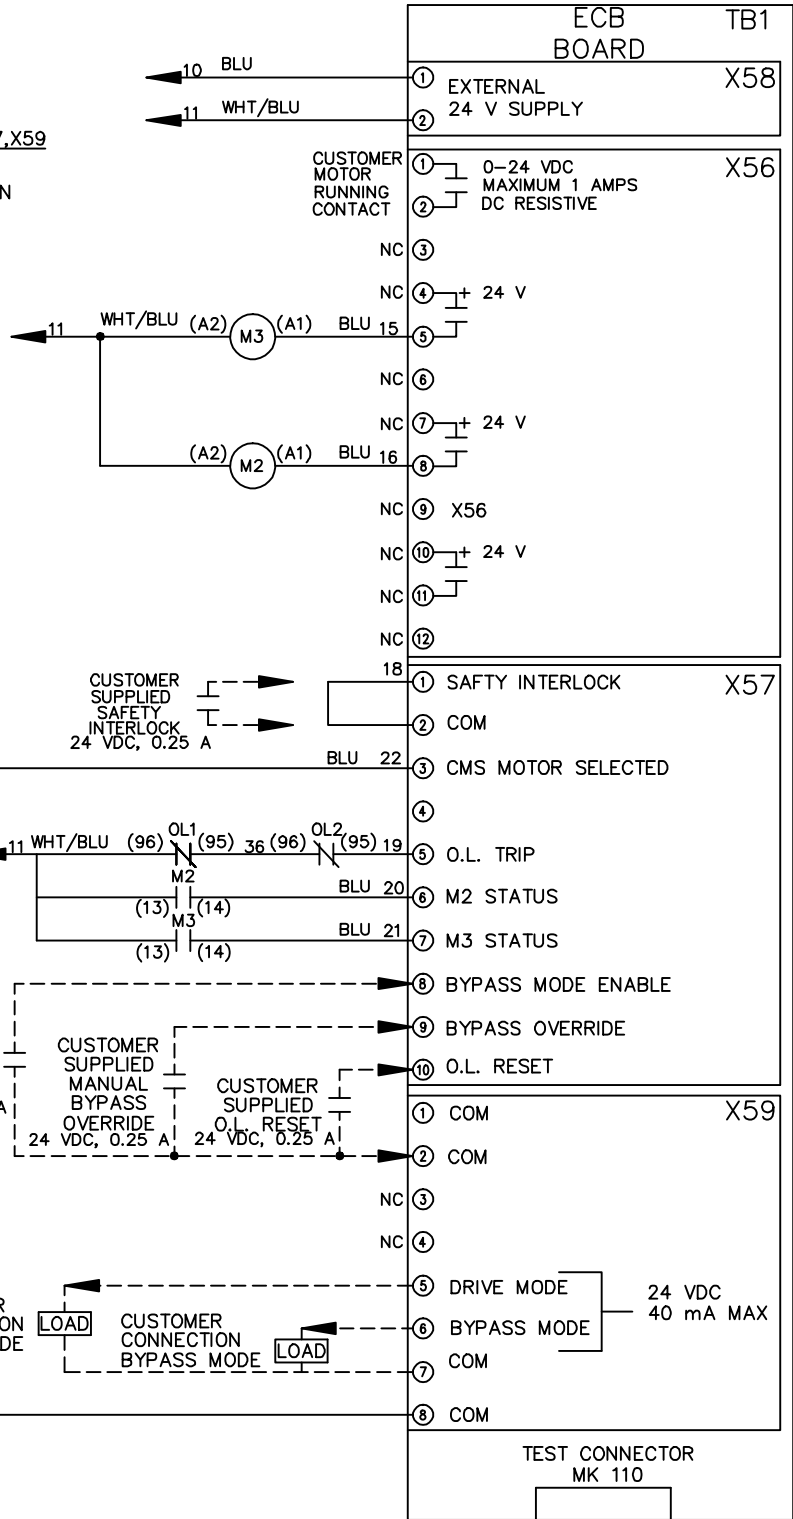 ECB TB1
BOARD
10 BLU 1 EXTERNAL X58
11 WHT/BLU 2 24 V SUPPLY
,X59
CUSTOMER 1 0-24 VDC X56
MOTOR MAXIMUM 1 AMPS
N RUNNING 2 DC RESISTIVE
CONTACT
NC 3
NC 4 + 24 V
11 WHT/BLU (A2) M3 (A1) BLU 15 5
NC 6
NC 7 + 24 V
(A2) M2 (A1) BLU 16 8
NC 9 X56
NC 10 + 24 V
NC 11
NC 12
18
CUSTOMER 1 SAFTY INTERLOCK X57
SUPPLIED
SAFETY
INTERLOCK 2 COM
24 VDC, 0.25 A
BLU 22 3 CMS MOTOR SELECTED
4
OL1 OL2
11 WHT/BLU (96) (95) 36 (96) (95) 19 5 O.L. TRIP
M2
BLU 20 6 M2 STATUS
(13) (14)
M3
BLU 21 7 M3 STATUS
(13) (14)
8 BYPASS MODE ENABLE
9 BYPASS OVERRIDE
CUSTOMER
SUPPLIED
MANUAL
BYPASS
OVERRIDE
24 VDC, 0.25 A
10 O.L. RESET
A
CUSTOMER
SUPPLIED
O.L. RESET
24 VDC, 0.25 A
1 COM X59
2 COM
NC 3
NC 4
5 DRIVE MODE
24 VDC
40 mA MAX
R
ON
DE
LOAD
CUSTOMER
CONNECTION
BYPASS MODE
LOAD
6 BYPASS MODE
7 COM
8 COM
TEST CONNECTOR
MK 110